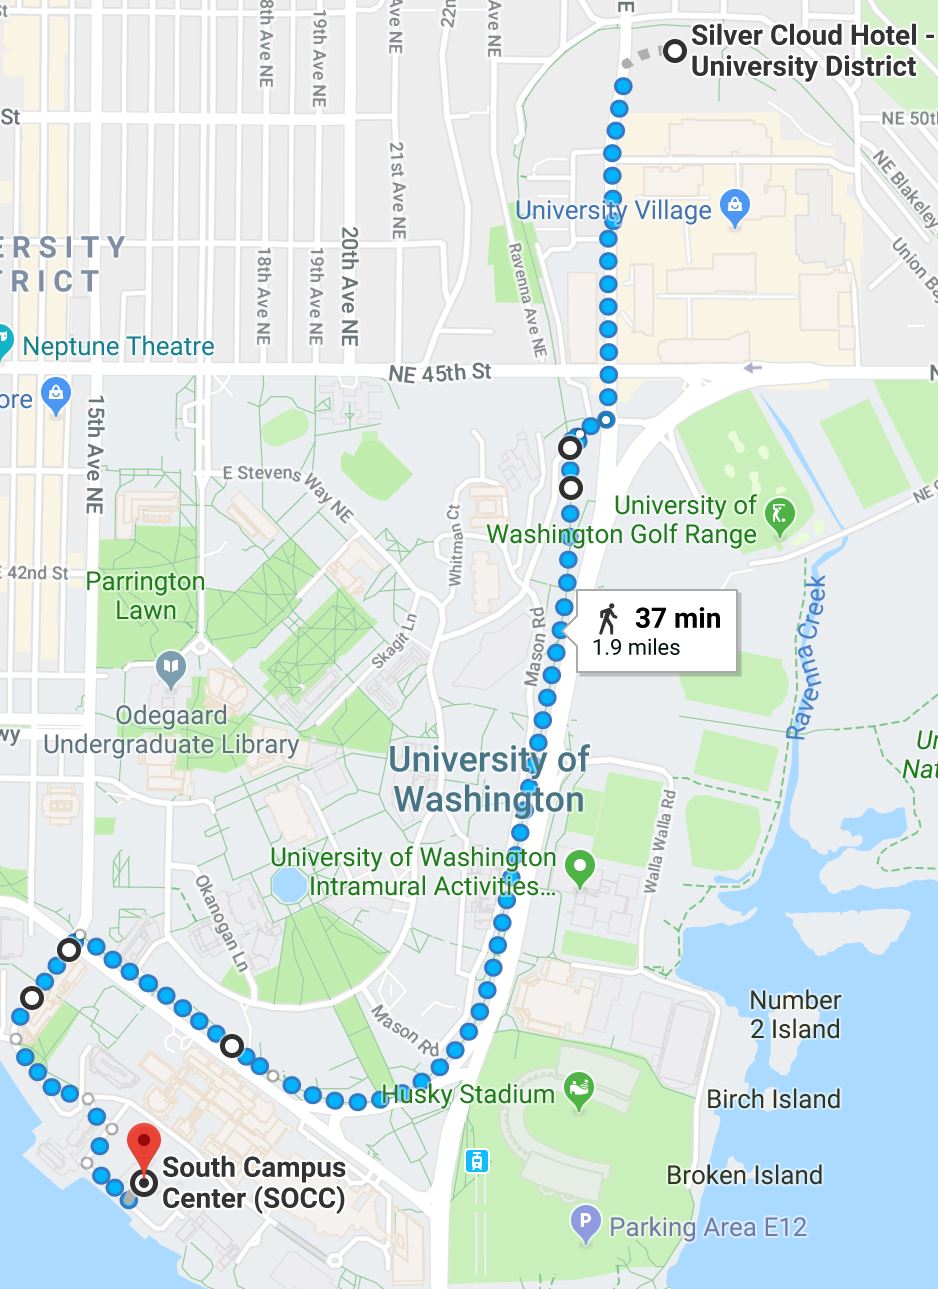 Silver Cloud Hotel -
University District
St
18th Ave NE
19th Ave NE
Ave NE
Ave NE
NE 50th
21st Ave NE
NE Blakeley
University Village
Union Ba
ERSITY
TRICT
18th Ave NE
19th Ave NE
20th Ave NE
Ravenna Ave NE
Neptune Theatre
NE 45th St
ore
15th Ave NE
E Stevens Way NE
University of
Washington Golf Range
Whitman Ct
E 42nd St
Parrington
Lawn
37 min
1.9 miles
Skagit Ln
Mason Rd
Ravenna Creek
Odegaard
Undergraduate Library
wy
University of
Washington
Un
Nat
Walla Walla Rd
University of Washington
Intramural Activities...
Okanogan Ln
Number
2 Island
Mason Rd
Husky Stadium
Birch Island
South Campus
Center (SOCC)
Broken Island
P
Parking Area E12